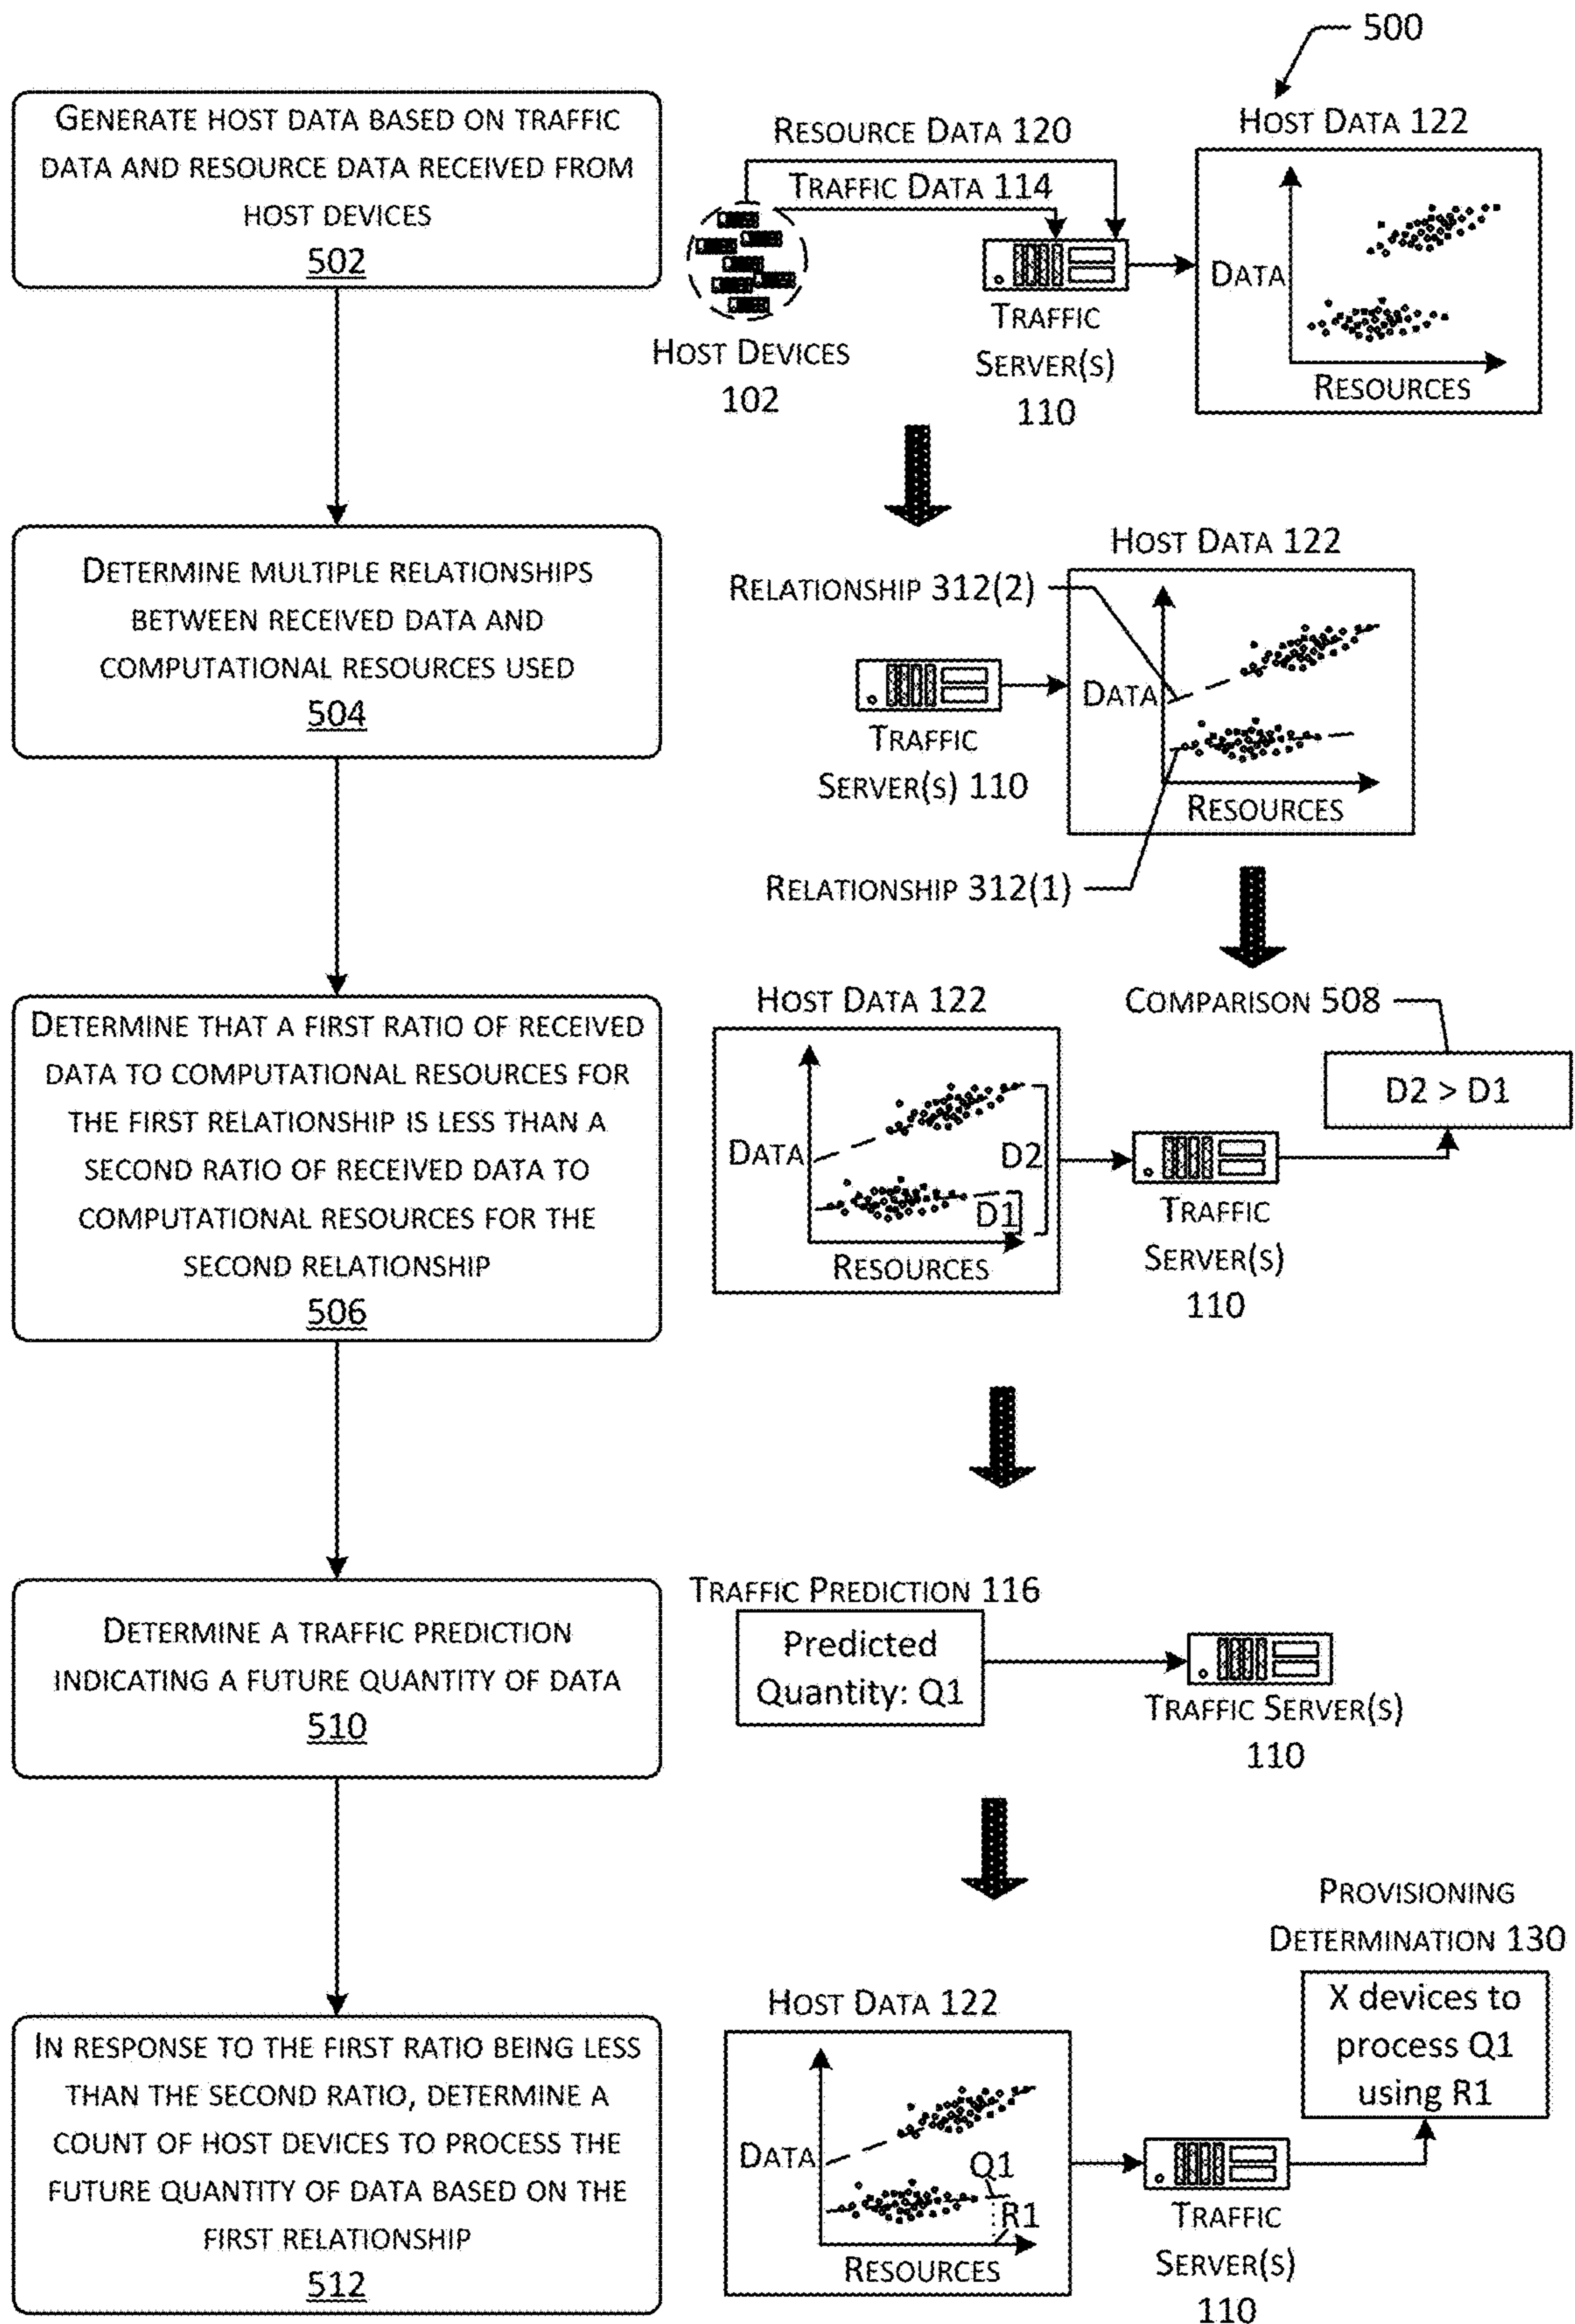 500
GENERATE HOST DATA BASED ON TRAFFIC
DATA AND RESOURCE DATA RECEIVED FROM
HOST DEVICES
502
RESOURCE DATA 120
TRAFFIC DATA 114
HOST DEVICES
102
TRAFFIC
SERVER(S)
110
HOST DATA 122
DATA
RESOURCES
DETERMINE MULTIPLE RELATIONSHIPS
BETWEEN RECEIVED DATA AND
COMPUTATIONAL RESOURCES USED
504
HOST DATA 122
RELATIONSHIP 312(2)
DATA
TRAFFIC
SERVER(S) 110
RESOURCES
RELATIONSHIP 312(1)
DETERMINE THAT A FIRST RATIO OF RECEIVED
DATA TO COMPUTATIONAL RESOURCES FOR
THE FIRST RELATIONSHIP IS LESS THAN A
SECOND RATIO OF RECEIVED DATA TO
COMPUTATIONAL RESOURCES FOR THE
SECOND RELATIONSHIP
506
HOST DATA 122
DATA
D2
D1
RESOURCES
TRAFFIC
SERVER(S)
110
COMPARISON 508
D2 > D1
DETERMINE A TRAFFIC PREDICTION
INDICATING A FUTURE QUANTITY OF DATA
510
TRAFFIC PREDICTION 116
Predicted
Quantity: Q1
TRAFFIC SERVER(S)
110
IN RESPONSE TO THE FIRST RATIO BEING LESS
THAN THE SECOND RATIO, DETERMINE A
COUNT OF HOST DEVICES TO PROCESS THE
FUTURE QUANTITY OF DATA BASED ON THE
FIRST RELATIONSHIP
512
HOST DATA 122
DATA
Q1
R1
RESOURCES
TRAFFIC
SERVER(S)
110
PROVISIONING
DETERMINATION 130
X devices to
process Q1
using R1